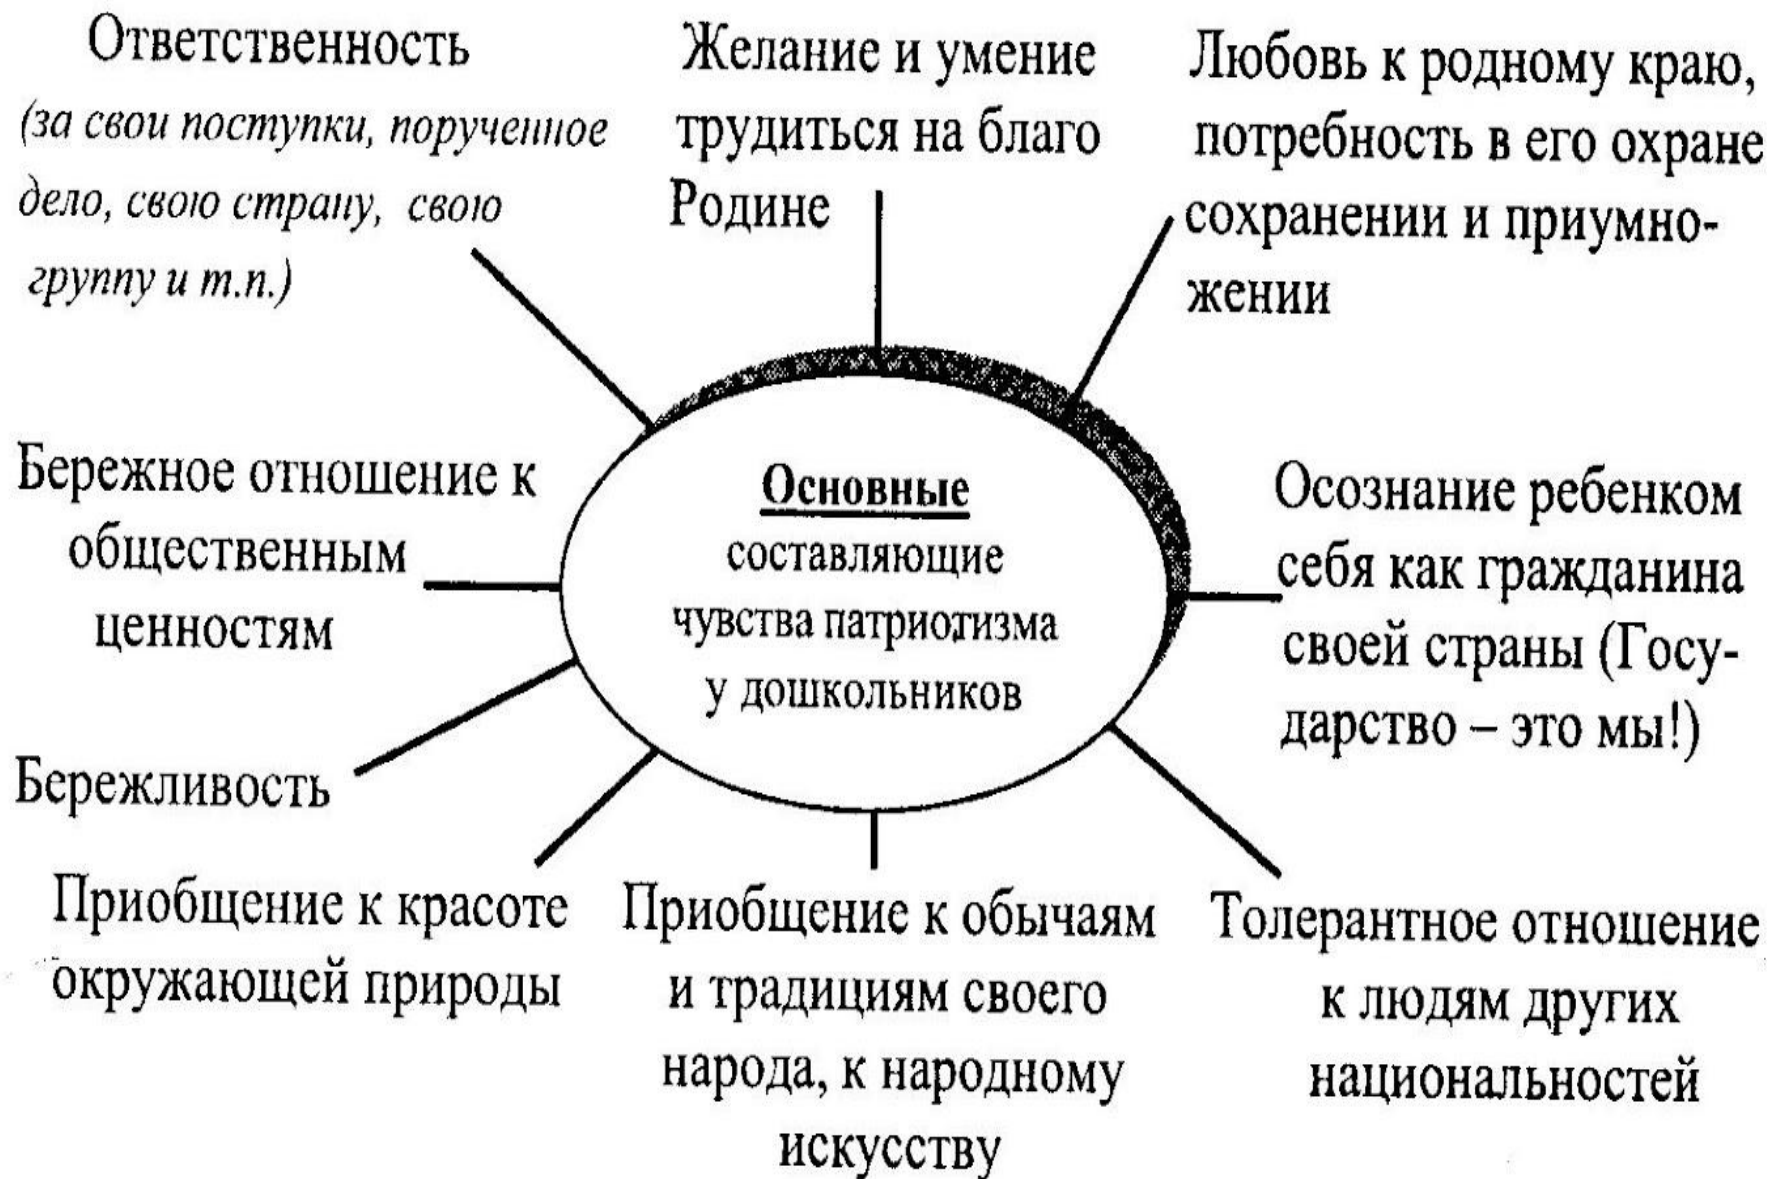 Ответственность
(за свои поступки, порученное
дело, свою страну, свою
группу и т.п.)
Желание и умение
трудиться на благо
Родине
Любовь к родному краю,
потребность в его охране
сохранении и приумно-
жении
Бережное отношение к
общественным
ценностям
Основные
составляющие
чувства патриотизма
у дошкольников
Осознание ребенком
себя как гражданина
своей страны (Госу-
дарство – это мы!)
Бережливость
Приобщение к красоте
окружающей природы
Приобщение к обычаям
и традициям своего
народа, к народному
искусству
Толерантное отношение
к людям других
национальностей